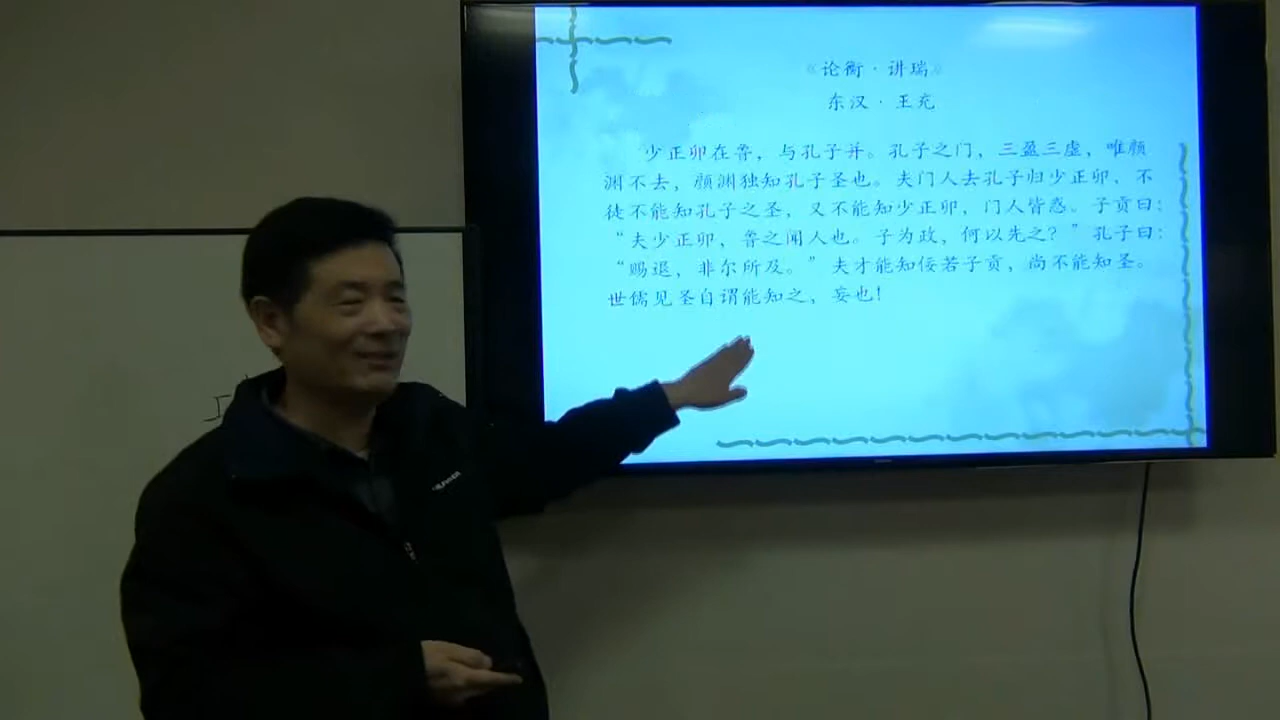 《论衡·讲瑞》
东汉·王充
少正卯在鲁，与孔子并。孔子之门，三盈三虚，唯颜
渊不去，颜渊独知孔子圣也。夫门人去孔子归少正卯，不
徒不能知孔子之圣，又不能知少正卯，门人皆惑。子贡曰：
“夫少正卯，鲁之闻人也。子为政，何以先之？”孔子曰：
“赐退，非尔所及。”夫才能知佞若子贡，尚不能知圣。
世儒见圣自谓能知之，妄也！